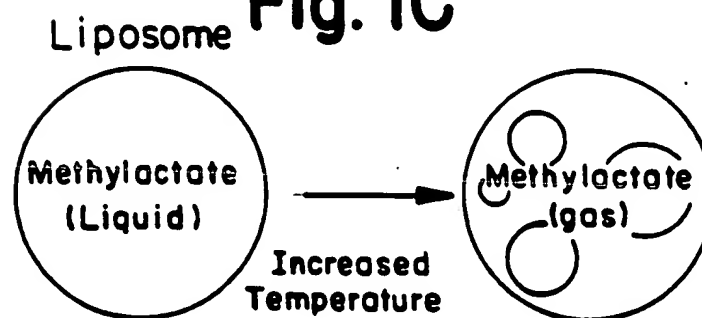 Fig. 1C
Liposome
Methylactate
(Liquid)
Increased
Temperature
Methylactate
(gas)